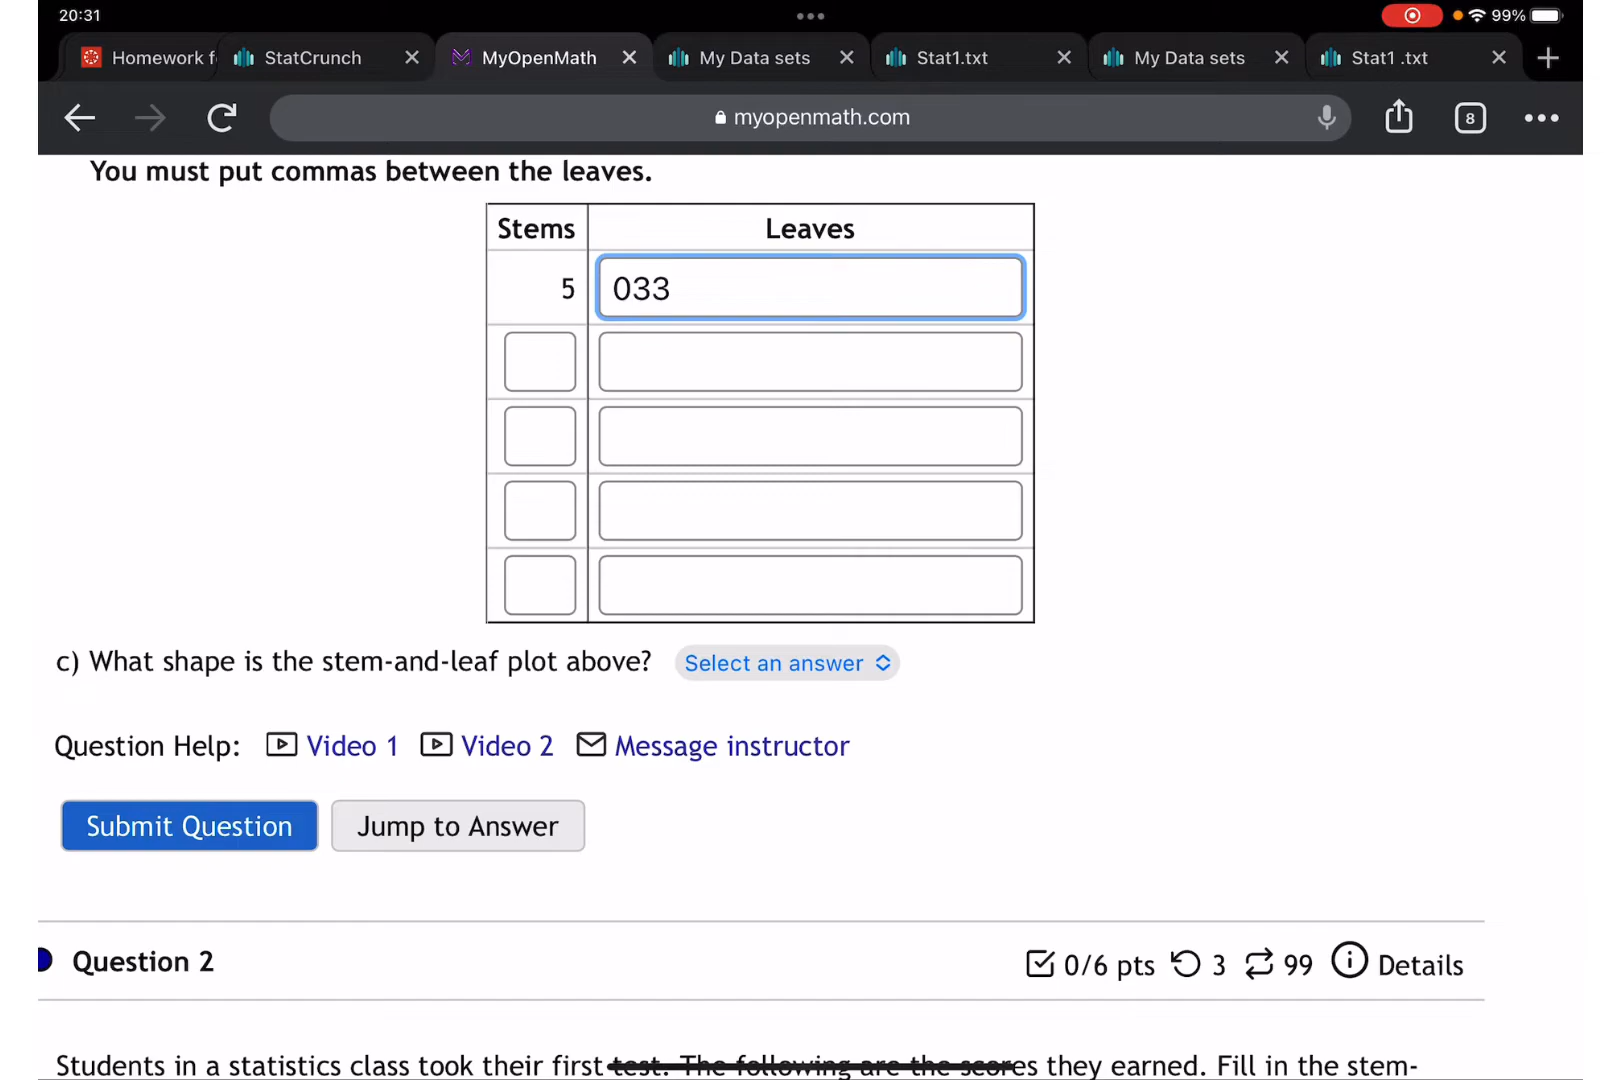 20:31
99%
Homework f
StatCrunch
MyOpenMath
My Data sets
Stat1.txt
My Data sets
Stat1 .txt
myopenmath.com
8
You must put commas between the leaves.
Stems Leaves
5 033
c) What shape is the stem-and-leaf plot above? Select an answer
Question Help: Video 1 Video 2 Message instructor
Submit Question Jump to Answer
Question 2 0/6 pts 3 99 Details
Students in a statistics class took their first test. The following are the scores they earned. Fill in the stem-